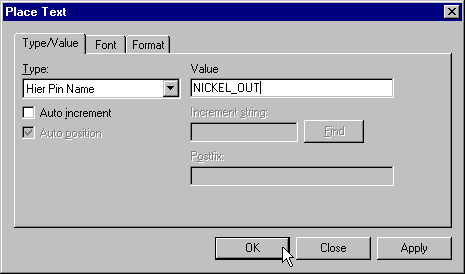 Place Text
Type/Value Font Format
Type: Value
Hier Pin Name NICKEL_OUT
Auto increment Increment string:
Auto position Find
Postfix:
OK Close Apply